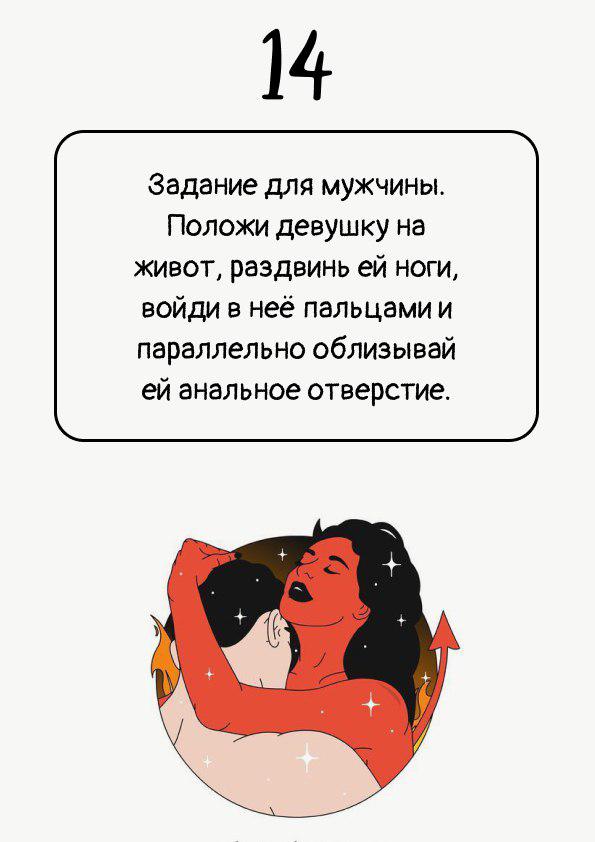 14
Задание для мужчины.
Положи девушку на
живот, раздвинь ей ноги,
войди в неё пальцами и
параллельно облизывай
ей анальное отверстие.